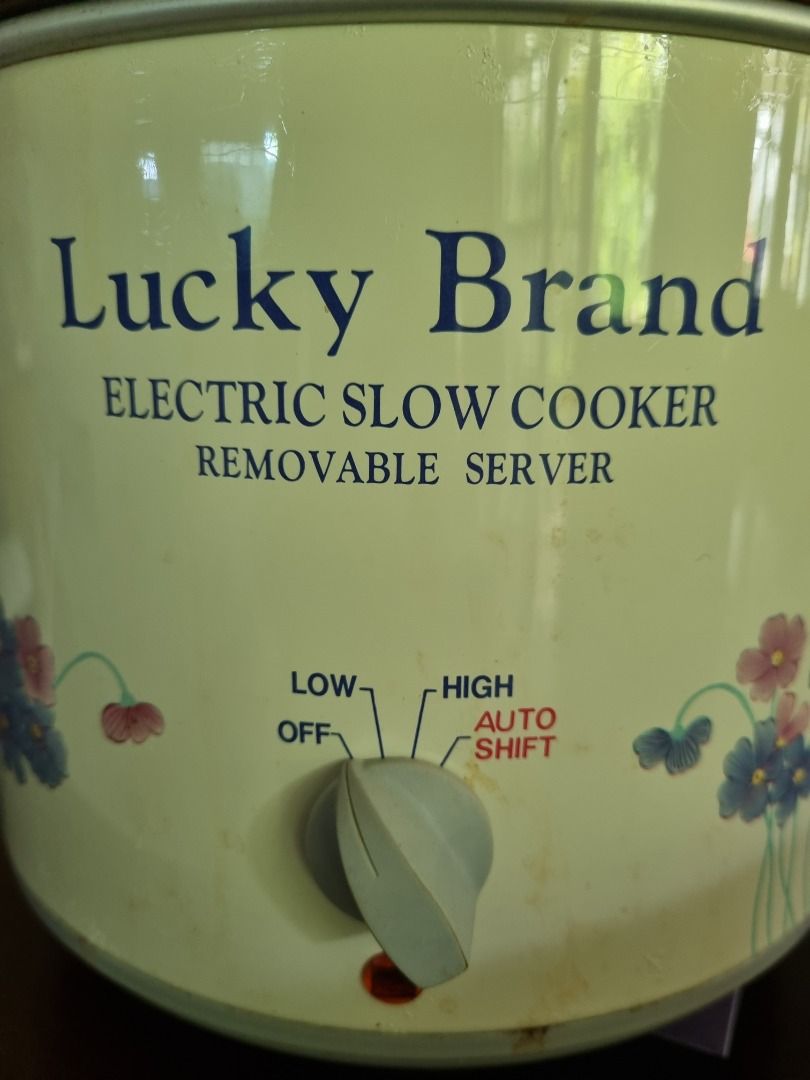 Lucky Brand
ELECTRIC SLOW COOKER
REMOVABLE SERVER
LOW HIGH
OFF AUTO
SHIFT